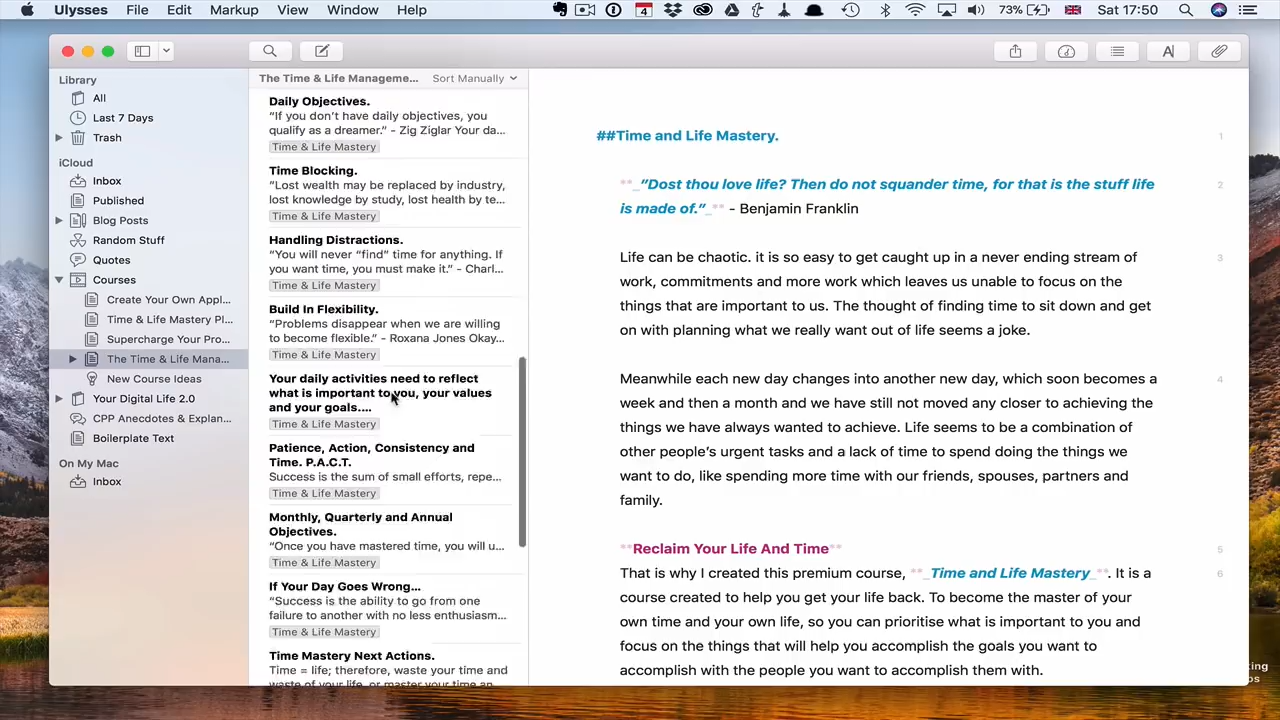 Ulysses File Edit Markup View Window Help 4 73% Sat 17:50
Library
All
Last 7 Days
Trash
iCloud
Inbox
Published
Blog Posts
Random Stuff
Quotes
Courses
Create Your Own Appl...
Time & Life Mastery Pl...
Supercharge Your Pro...
The Time & Life Mana...
New Course Ideas
Your Digital Life 2.0
CPP Anecdotes & Explan...
Boilerplate Text
On My Mac
Inbox
The Time & Life Manageme... Sort Manually
Daily Objectives.
“If you don’t have daily objectives, you
qualify as a dreamer.” - Zig Ziglar Your da...
Time & Life Mastery
Time Blocking.
“Lost wealth may be replaced by industry,
lost knowledge by study, lost health by te...
Time & Life Mastery
Handling Distractions.
“You will never “find” time for anything. If
you want time, you must make it.” - Charl...
Time & Life Mastery
Build In Flexibility.
“Problems disappear when we are willing
to become flexible.” - Roxana Jones Okay...
Time & Life Mastery
Your daily activities need to reflect
what is important to you, your values
and your goals....
Time & Life Mastery
Patience, Action, Consistency and
Time. P.A.C.T.
Success is the sum of small efforts, repe...
Time & Life Mastery
Monthly, Quarterly and Annual
Objectives.
“Once you have mastered time, you will u...
Time & Life Mastery
If Your Day Goes Wrong...
“Success is the ability to go from one
failure to another with no less enthusiasm...
Time & Life Mastery
Time Mastery Next Actions.
Time = life; therefore, waste your time and
waste of your life, or master your time an
##Time and Life Mastery. 1
**_“Dost thou love life? Then do not squander time, for that is the stuff life 2
is made of.”_** - Benjamin Franklin
Life can be chaotic. it is so easy to get caught up in a never ending stream of 3
work, commitments and more work which leaves us unable to focus on the
things that are important to us. The thought of finding time to sit down and get
on with planning what we really want out of life seems a joke.
Meanwhile each new day changes into another new day, which soon becomes a 4
week and then a month and we have still not moved any closer to achieving the
things we have always wanted to achieve. Life seems to be a combination of
other people’s urgent tasks and a lack of time to spend doing the things we
want to do, like spending more time with our friends, spouses, partners and
family.
**Reclaim Your Life And Time** 5
That is why I created this premium course, **_Time and Life Mastery_**. It is a 6
course created to help you get your life back. To become the master of your
own time and your own life, so you can prioritise what is important to you and
focus on the things that will help you accomplish the goals you want to
accomplish with the people you want to accomplish them with.